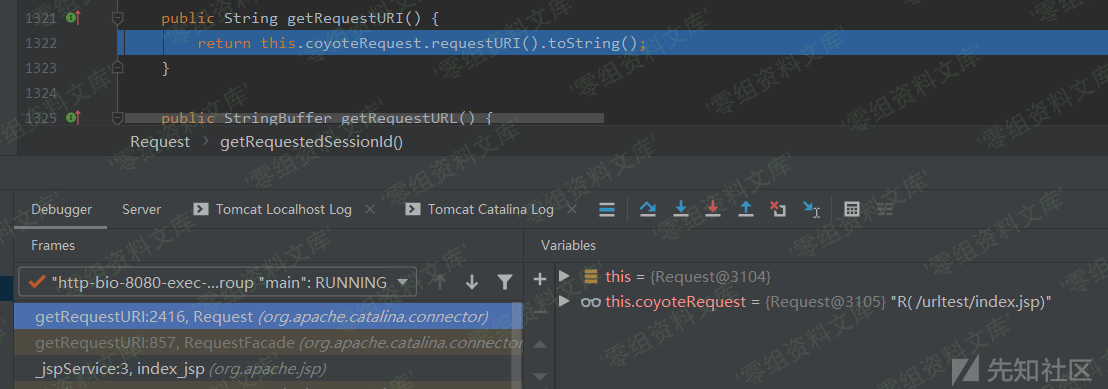 1321 public String getRequestURI() {
1322 return this.coyoteRequest.requestURI().toString();
1323 }
1324
1325 public StringBuffer getRequestURL() {
Request › getRequestedSessionId()
Debugger Server Tomcat Localhost Log × Tomcat Catalina Log ×
Frames
Variables
"http-bio-8080-exec-...roup "main": RUNNING
getRequestURI:2416, Request (org.apache.catalina.connector)
getRequestURI:857, RequestFacade (org.apache.catalina.connector
_jspService:3, index_jsp (org.apache.jsp)
this = {Request@3104}
this.coyoteRequest = {Request@3105} "R( /urltest/index.jsp)"
'零组资料文库'
先知社区